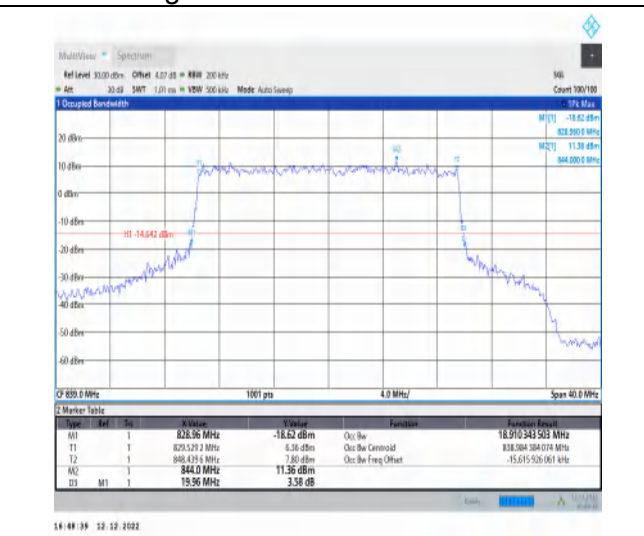 MultiView Spectrum
Ref Level 30.00 dBm Offset 4.07 dB RBW 200 kHz SGL
Att 30 dB SWT 1.01 ms VBW 500 kHz Mode Auto Sweep Count 100/100
1 Occupied Bandwidth 1Pk Max
M1[1] -18.62 dBm
828.960 0 MHz
M2[1] 11.36 dBm
844.000 0 MHz
20 dBm
10 dBm
0 dBm
-10 dBm
H1 -14.642 dBm
-20 dBm
-30 dBm
-40 dBm
-50 dBm
-60 dBm
CF 839.0 MHz 1001 pts 4.0 MHz/ Span 40.0 MHz
2 Marker Table
Type Ref Trc X-Value Y-Value Function Function Result
M1 1 828.96 MHz -18.62 dBm Occ Bw 18.910 343 503 MHz
T1 1 829.529 2 MHz 6.36 dBm Occ Bw Centroid 838.984 384 074 MHz
T2 1 848.439 6 MHz 7.80 dBm Occ Bw Freq Offset -15.615 926 061 kHz
M2 1 844.0 MHz 11.36 dBm
D3 M1 1 19.96 MHz 3.58 dB
16:48:39 12.12.2022